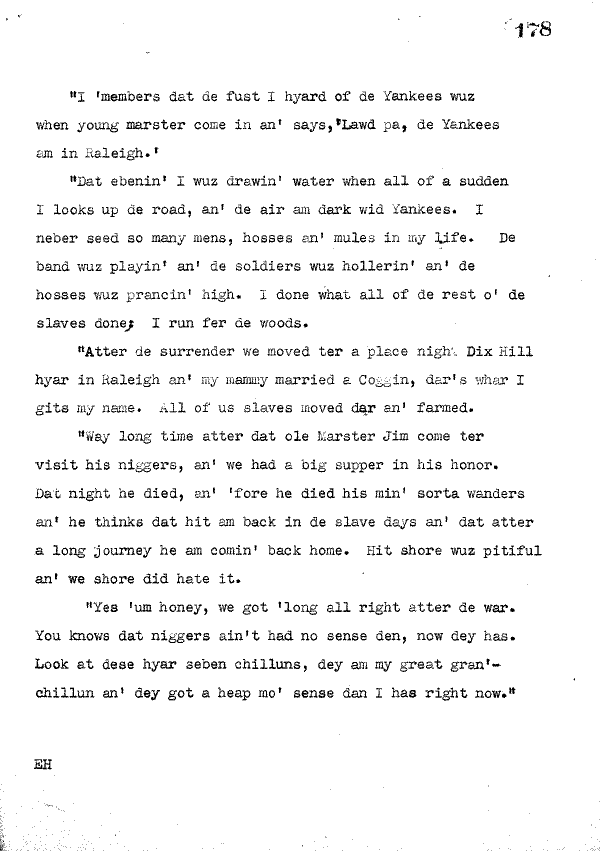 178
"I 'members dat de fust I hyard of de Yankees wuz
when young marster come in an' says,'Lawd pa, de Yankees
am in Raleigh.'
"Dat ebenin' I wuz drawin' water when all of a sudden
I looks up de road, an' de air am dark wid Yankees. I
neber seed so many mens, hosses an' mules in my life. De
band wuz playin' an' de soldiers wuz hollerin' an' de
hosses wuz prancin' high. I done what all of de rest o' de
slaves done; I run fer de woods.
"Atter de surrender we moved ter a place night Dix Hill
hyar in Raleigh an' my mammy married a Coggin, dar's whar I
gits my name. All of us slaves moved dar an' farmed.
"Way long time atter dat ole Marster Jim come ter
visit his niggers, an' we had a big supper in his honor.
Dat night he died, an' 'fore he died his min' sorta wanders
an' he thinks dat hit am back in de slave days an' dat atter
a long journey he am comin' back home. Hit shore wuz pitiful
an' we shore did hate it.
"Yes 'um honey, we got 'long all right atter de war.
You knows dat niggers ain't had no sense den, now dey has.
Look at dese hyar seben chilluns, dey am my great gran'-
chillun an' dey got a heap mo' sense dan I has right now."
EH